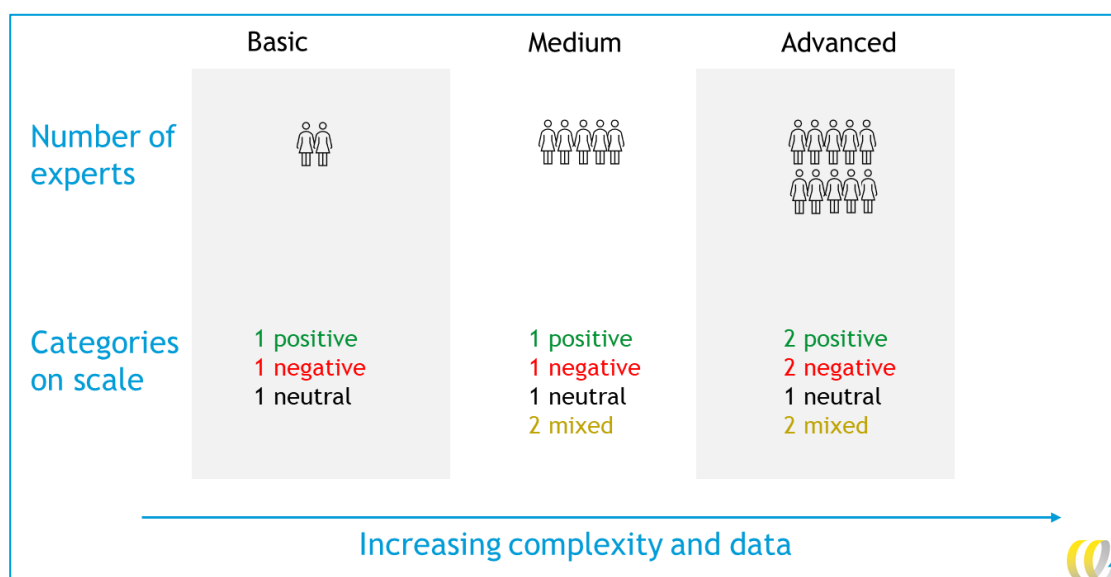 Basic
Medium
Advanced
Number of
experts
Categories
on scale
1 positive
1 negative
1 neutral
1 positive
1 negative
1 neutral
2 mixed
2 positive
2 negative
1 neutral
2 mixed
Increasing complexity and data